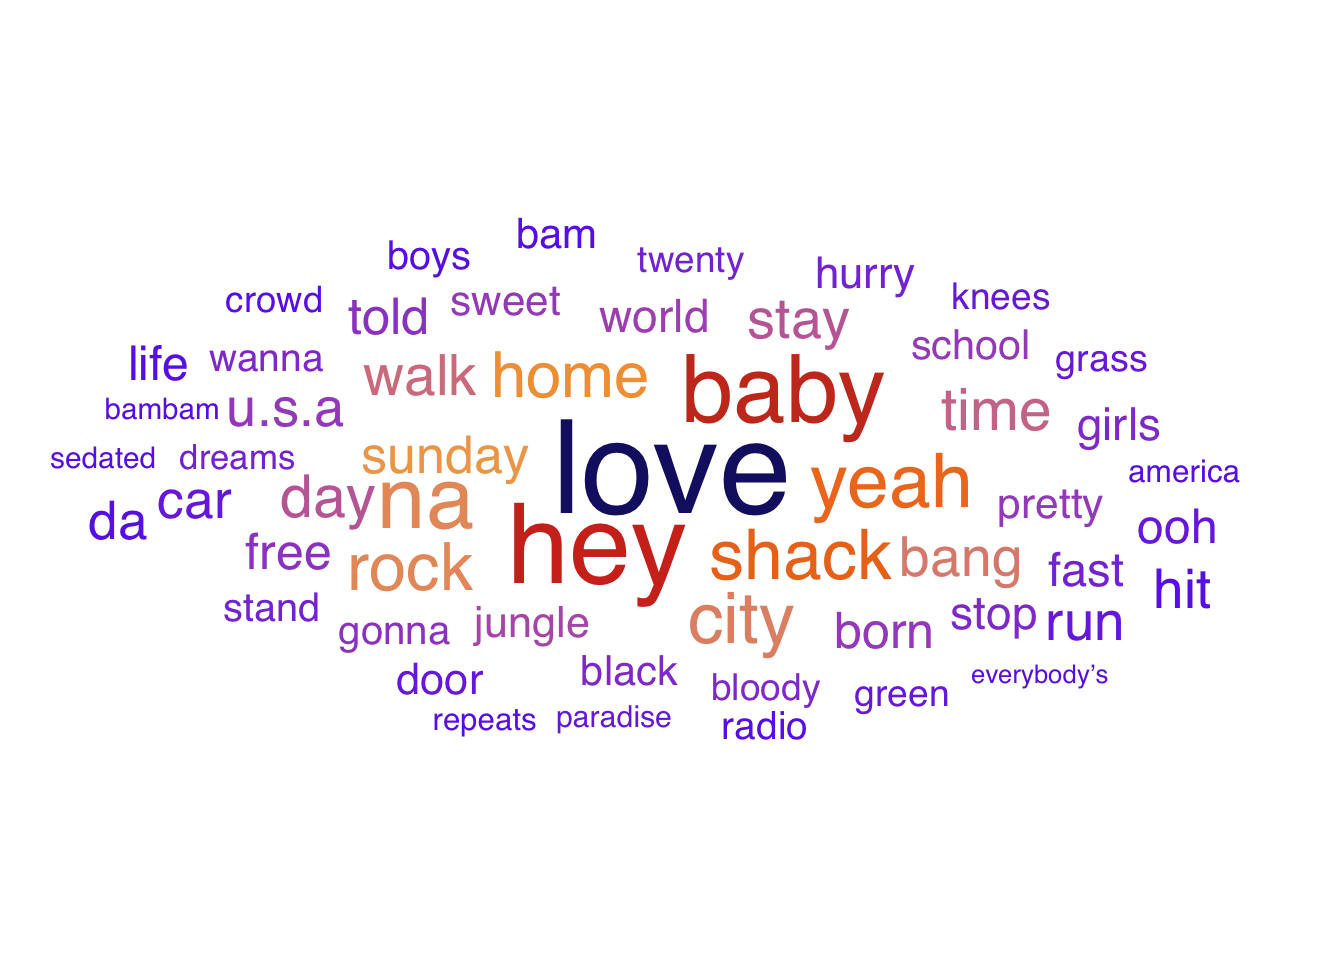 bam
boys
twenty
hurry
crowd
told
sweet
world
stay
knees
life
wanna
walk
home
baby
school
grass
bambam
u.s.a
time
girls
sedated
dreams
sunday
love
yeah
america
da
car
day
na
hey
shack
pretty
ooh
free
rock
bang
fast
hit
stand
gonna
jungle
city
born
stop
run
door
black
bloody
green
everybody’s
repeats
paradise
radio